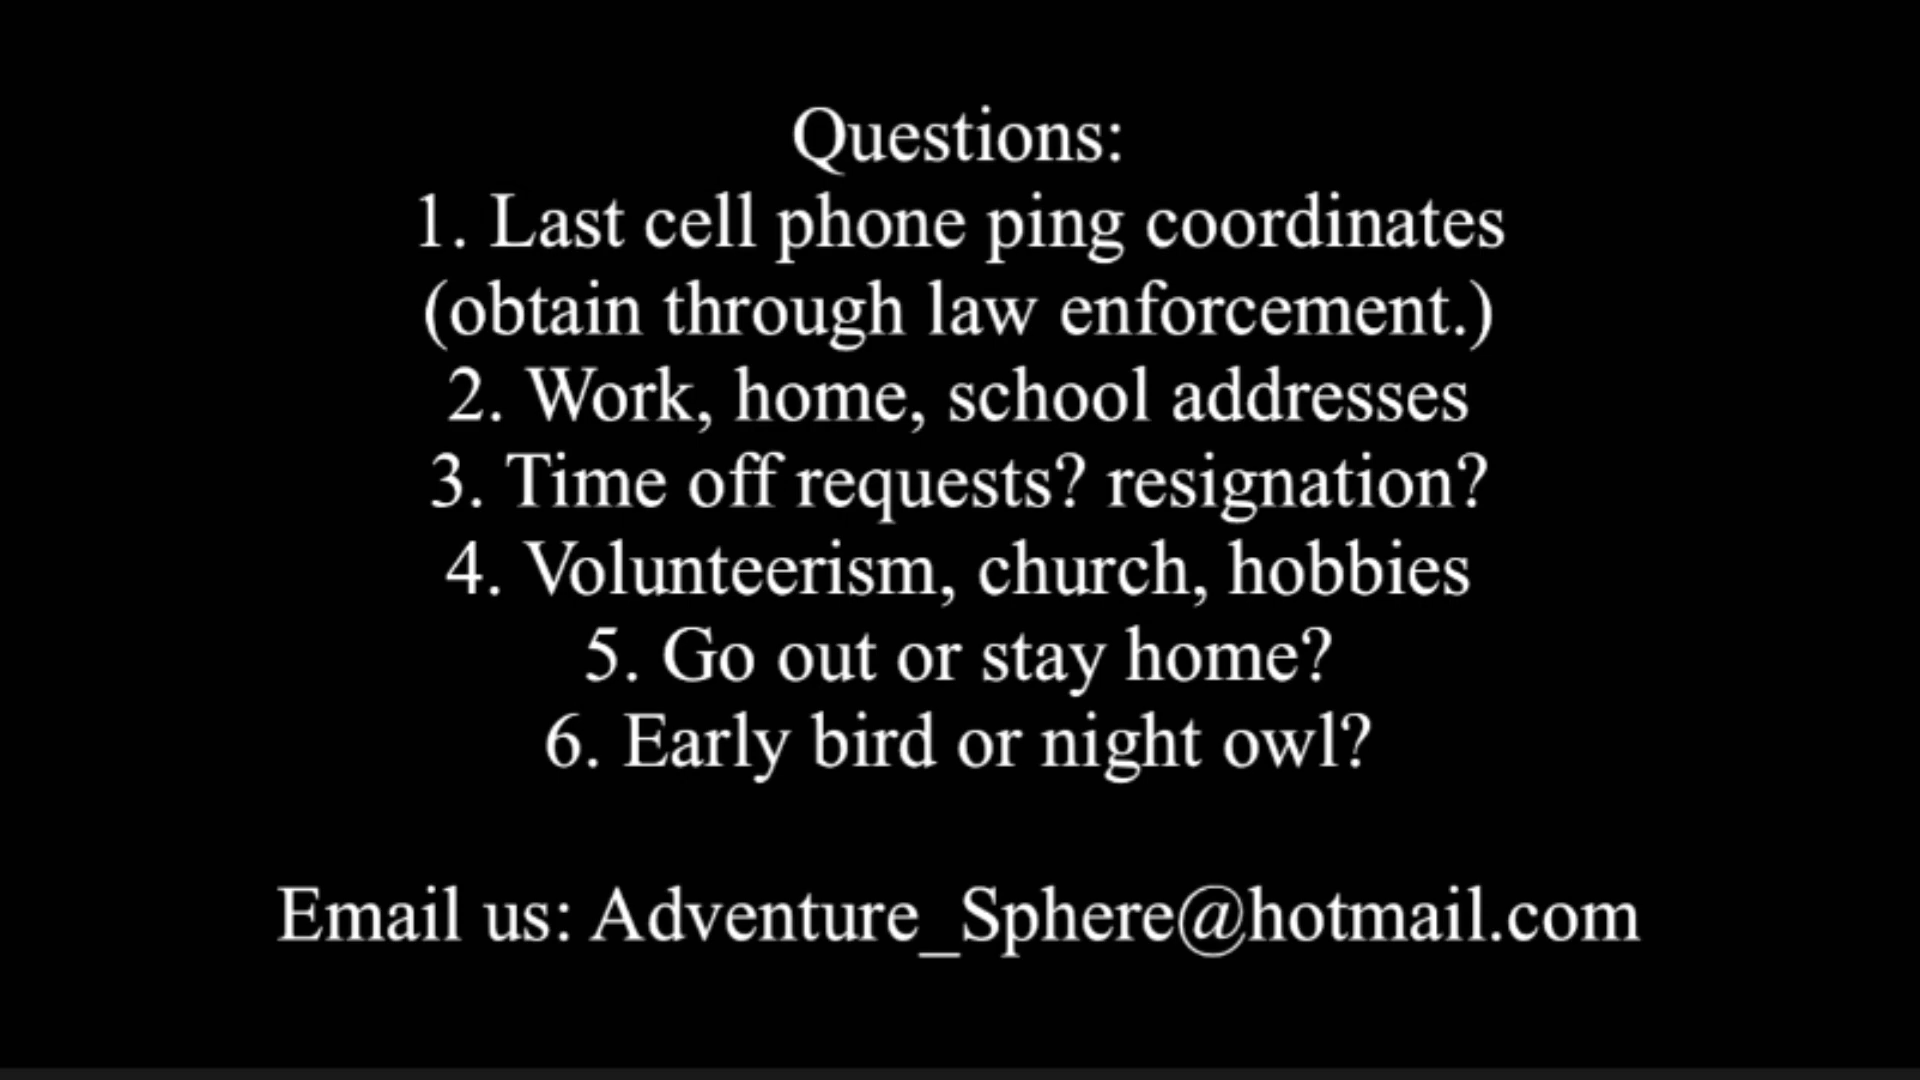 Questions:
1. Last cell phone ping coordinates
(obtain through law enforcement.)
2. Work, home, school addresses
3. Time off requests? resignation?
4. Volunteerism, church, hobbies
5. Go out or stay home?
6. Early bird or night owl?
Email us: Adventure_Sphere@hotmail.com